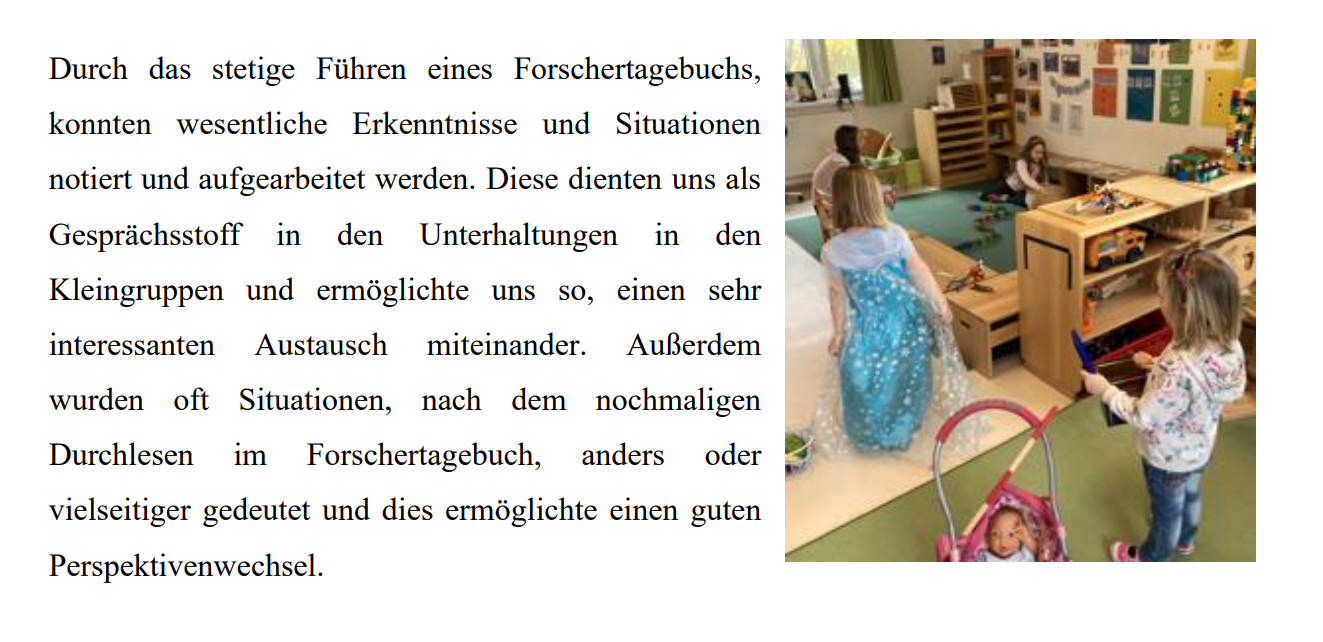 Durch das stetige Führen eines Forschertagebuchs,
konnten wesentliche Erkenntnisse und Situationen
notiert und aufgearbeitet werden. Diese dienten uns als
Gesprächsstoff in den Unterhaltungen in den
Kleingruppen und ermöglichte uns so, einen sehr
interessanten Austausch miteinander. Außerdem
wurden oft Situationen, nach dem nochmaligen
Durchlesen im Forschertagebuch, anders oder
vielseitiger gedeutet und dies ermöglichte einen guten
Perspektivenwechsel.